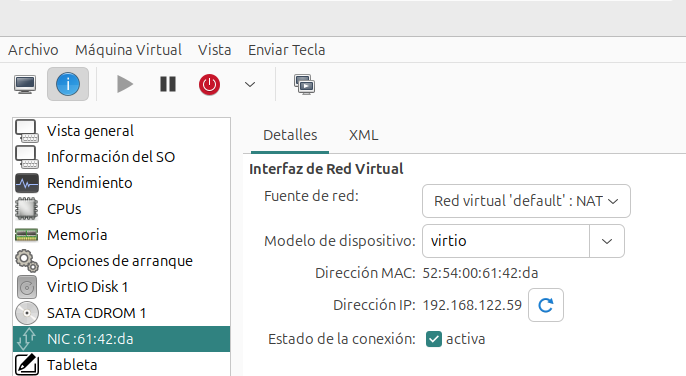 Archivo Máquina Virtual Vista Enviar Tecla
Vista general
Información del SO
Rendimiento
CPUs
Memoria
Opciones de arranque
VirtIO Disk 1
SATA CDROM 1
NIC :61:42:da
Tableta
Detalles XML
Interfaz de Red Virtual
Fuente de red: Red virtual 'default' : NAT
Modelo de dispositivo: virtio
Dirección MAC: 52:54:00:61:42:da
Dirección IP: 192.168.122.59
Estado de la conexión: activa